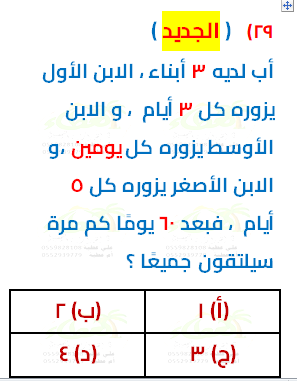 ٢٩) ( الجديد )
أب لديه ٣ أبناء ، الابن الأول
يزوره كل ٣ أيام ، و الابن
الأوسط يزوره كل يومين ،و
الابن الأصغر يزوره كل ٥
أيام ، فبعد ٦٠ يومًا كم مرة
سيلتقون جميعًا ؟
(أ) ١ (ب) ٢
(ج) ٣ (د) ٤